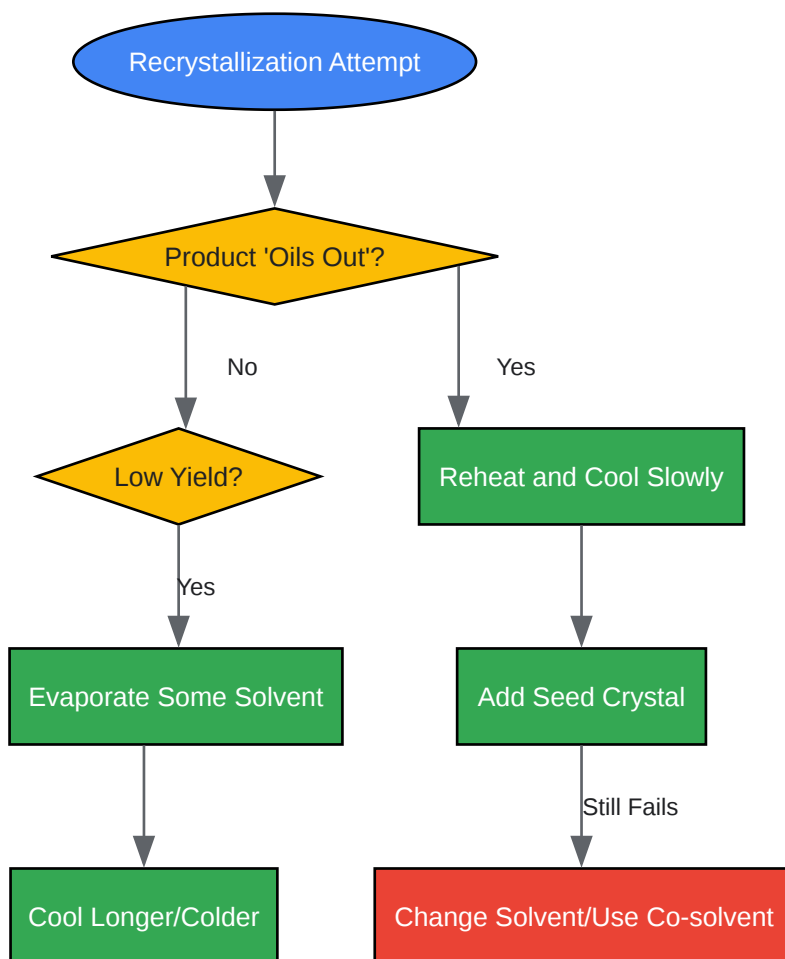 Recrystallization Attempt
Product 'Oils Out'?
No
Yes
Low Yield?
Reheat and Cool Slowly
Yes
Evaporate Some Solvent
Add Seed Crystal
Still Fails
Cool Longer/Colder
Change Solvent/Use Co-solvent